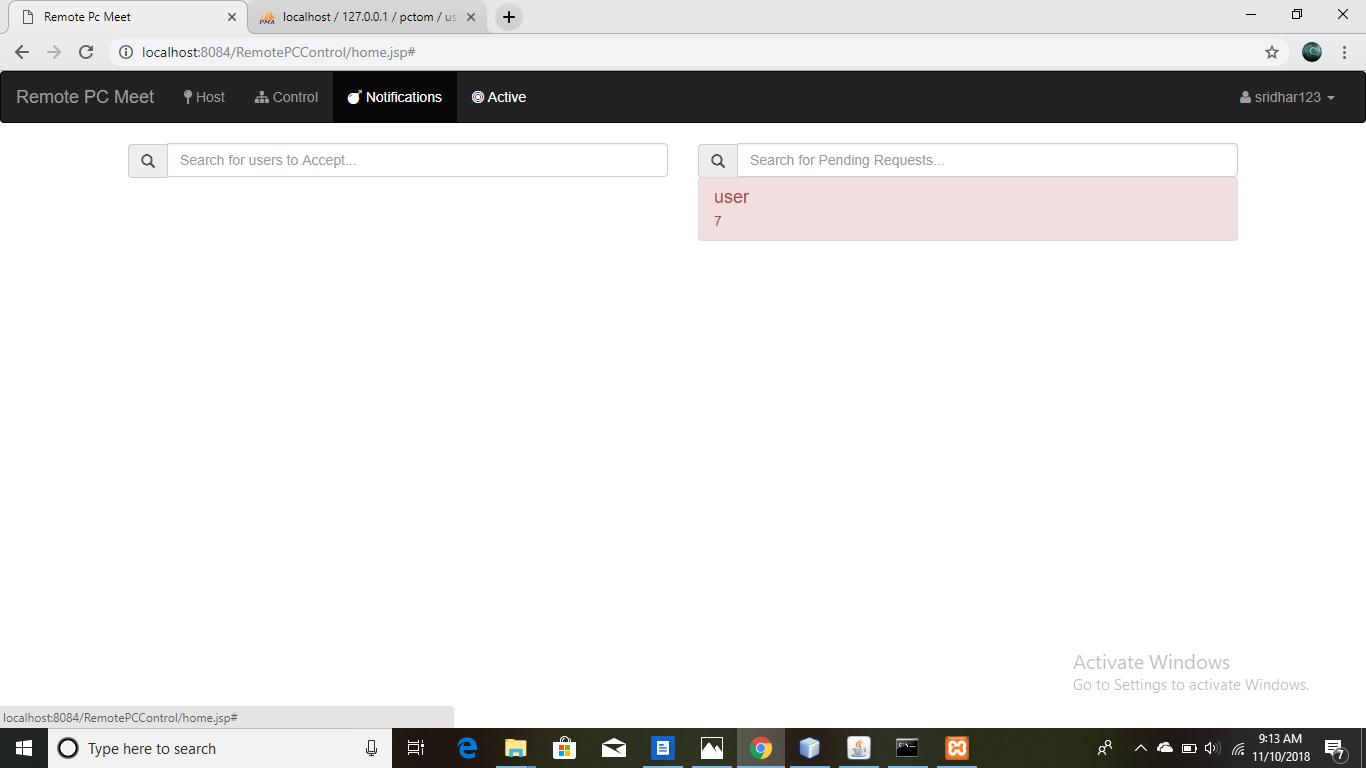 Remote Pc Meet
PMA
localhost / 127.0.0.1 / pctom / us
localhost:8084/RemotePCControl/home.jsp#
Remote PC Meet
Host
Control
Notifications
Active
sridhar123
Search for users to Accept...
Search for Pending Requests...
user
7
Activate Windows
Go to Settings to activate Windows.
localhost:8084/RemotePCControl/home.jsp#
Type here to search
9:13 AM
11/10/2018
7